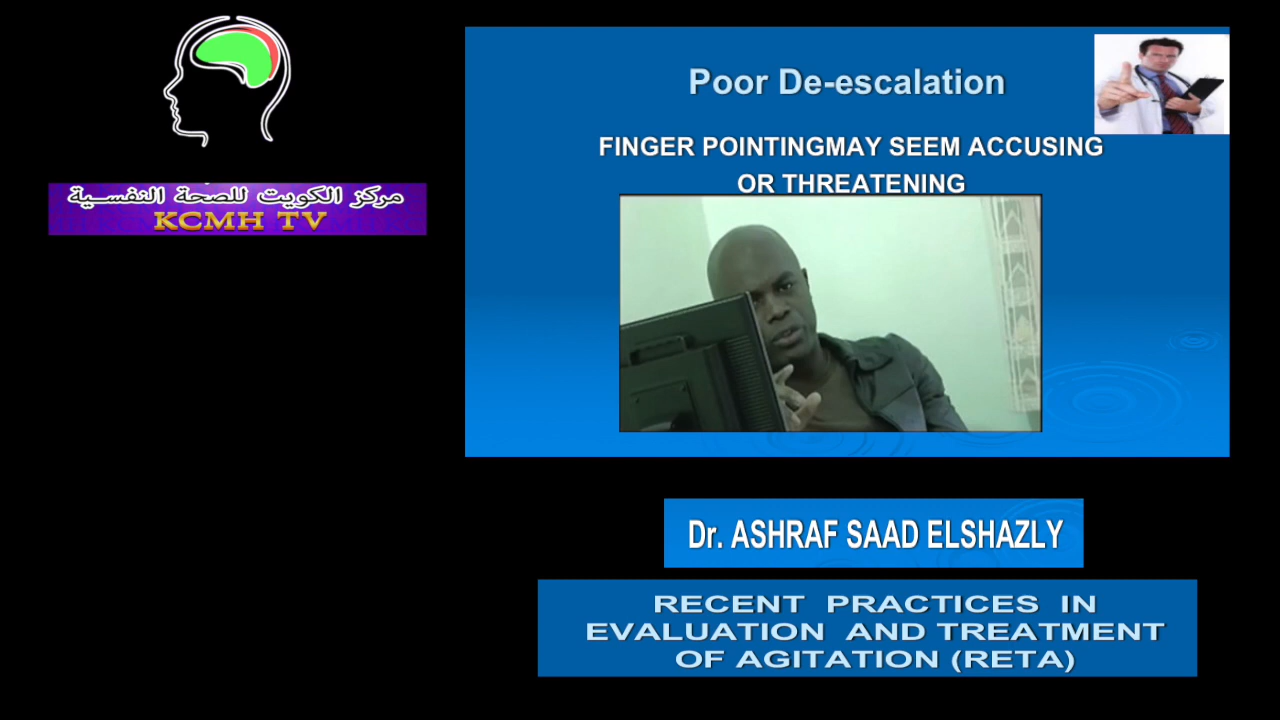 مركز الكويت للصحة النفسية
KCMH TV
Poor De-escalation
FINGER POINTINGMAY SEEM ACCUSING
OR THREATENING
Dr. ASHRAF SAAD ELSHAZLY
RECENT PRACTICES IN
EVALUATION AND TREATMENT
OF AGITATION (RETA)